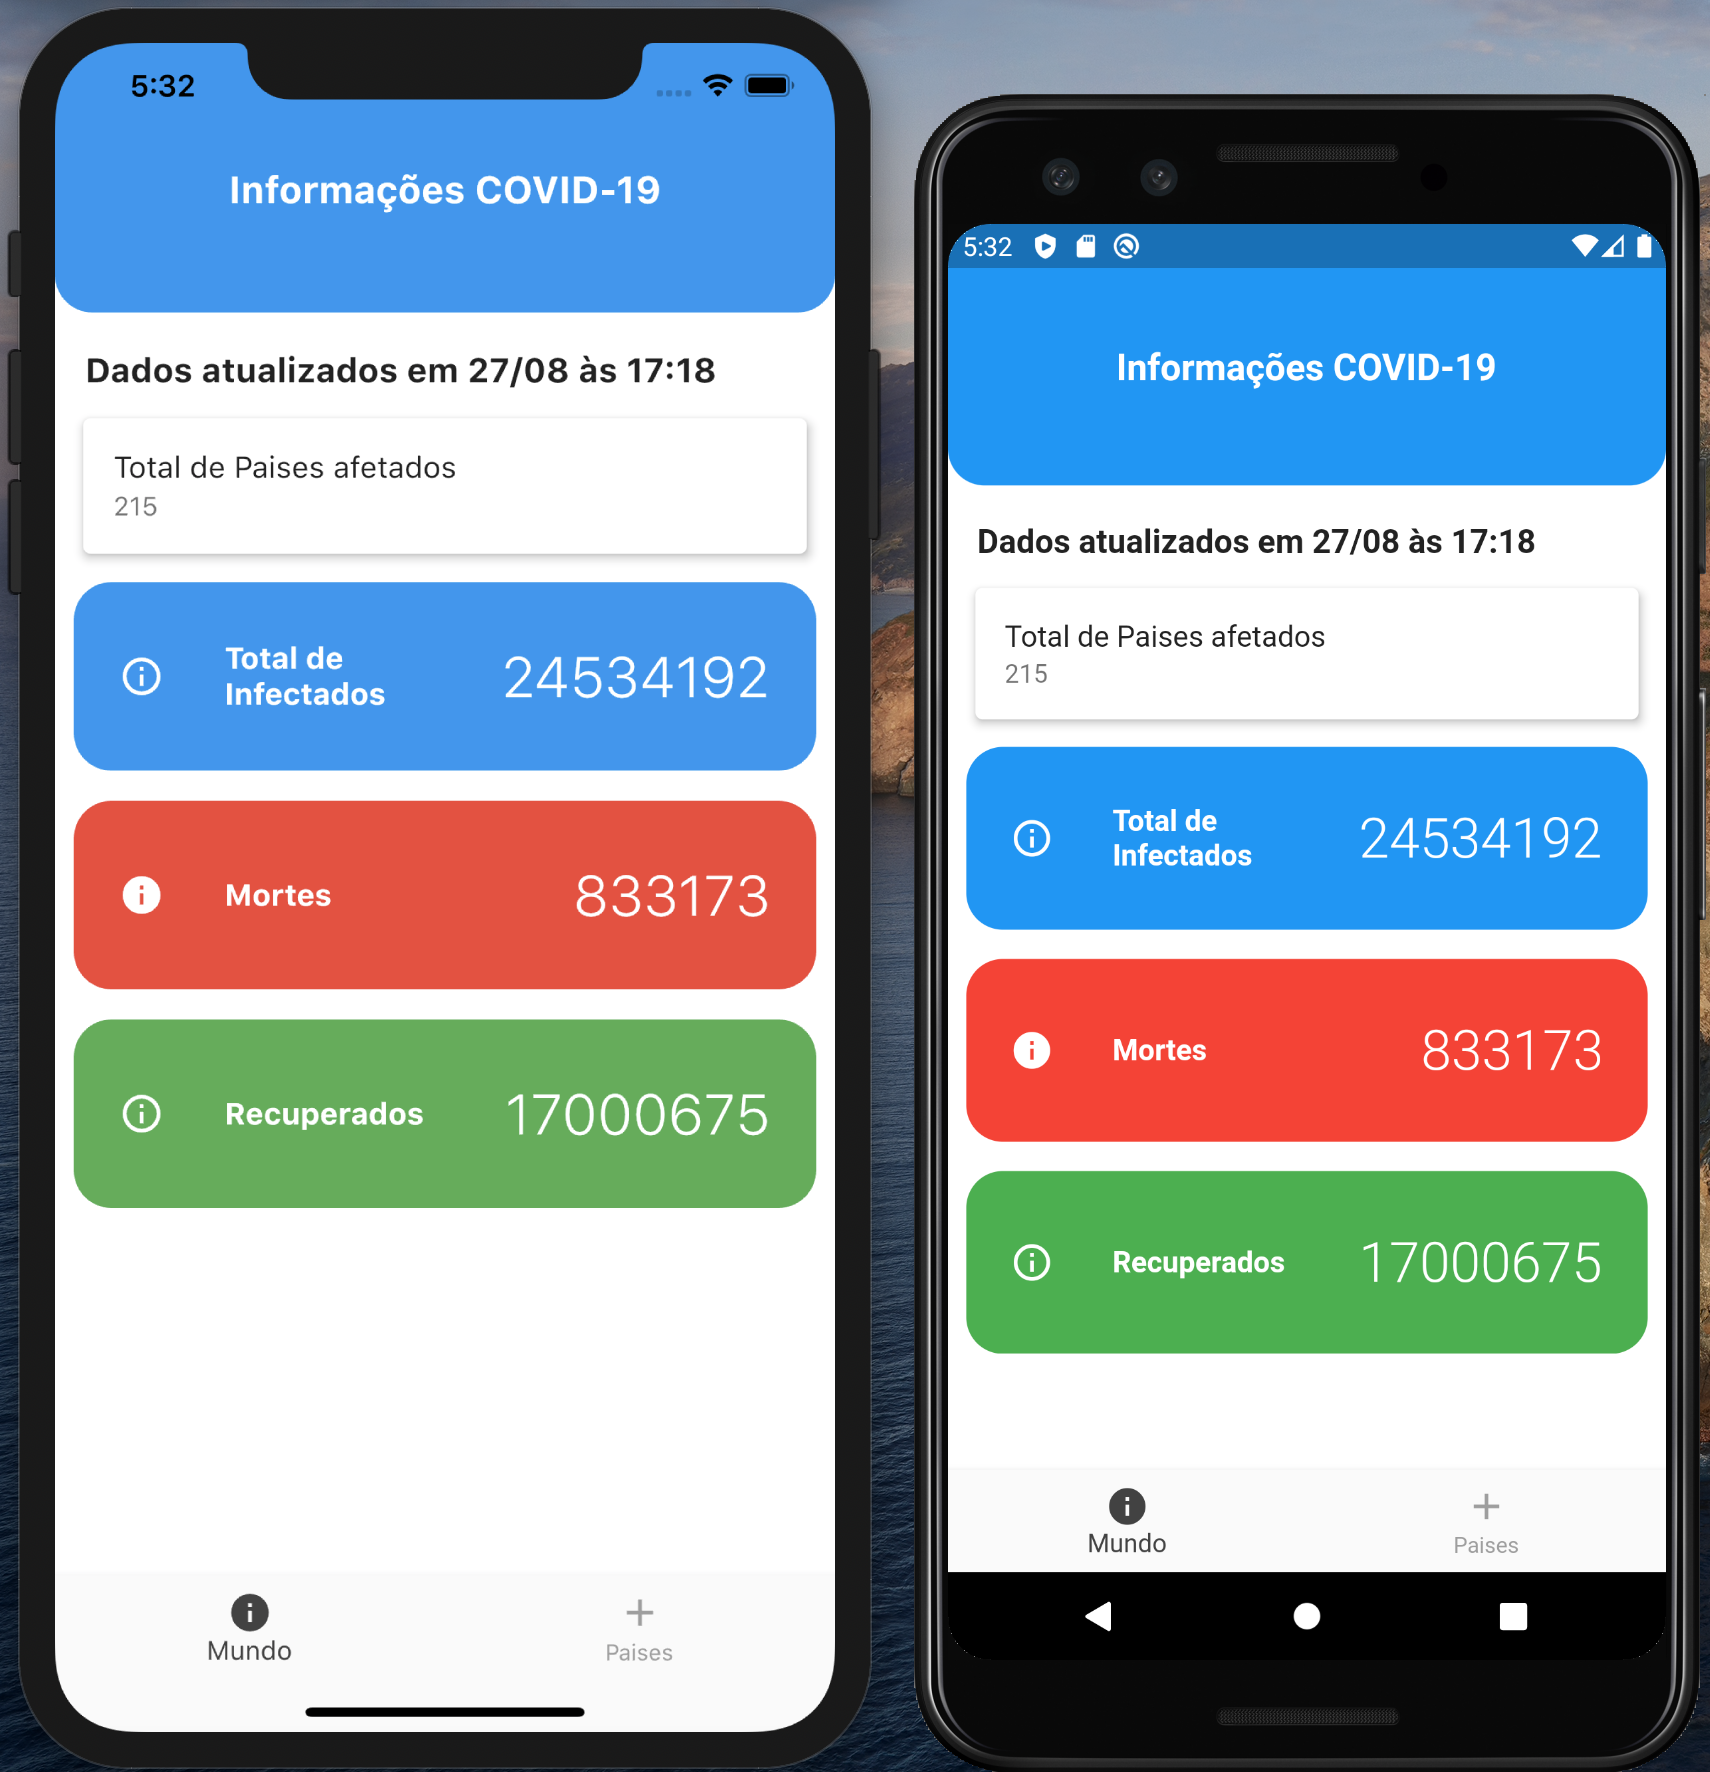 5:32
Informações COVID-19
Dados atualizados em 27/08 às 17:18
Total de Paises afetados
215
Total de
Infectados
24534192
Mortes
833173
Recuperados
17000675
Mundo
Paises
5:32
Informações COVID-19
Dados atualizados em 27/08 às 17:18
Total de Paises afetados
215
Total de
Infectados
24534192
Mortes
833173
Recuperados
17000675
Mundo
Paises